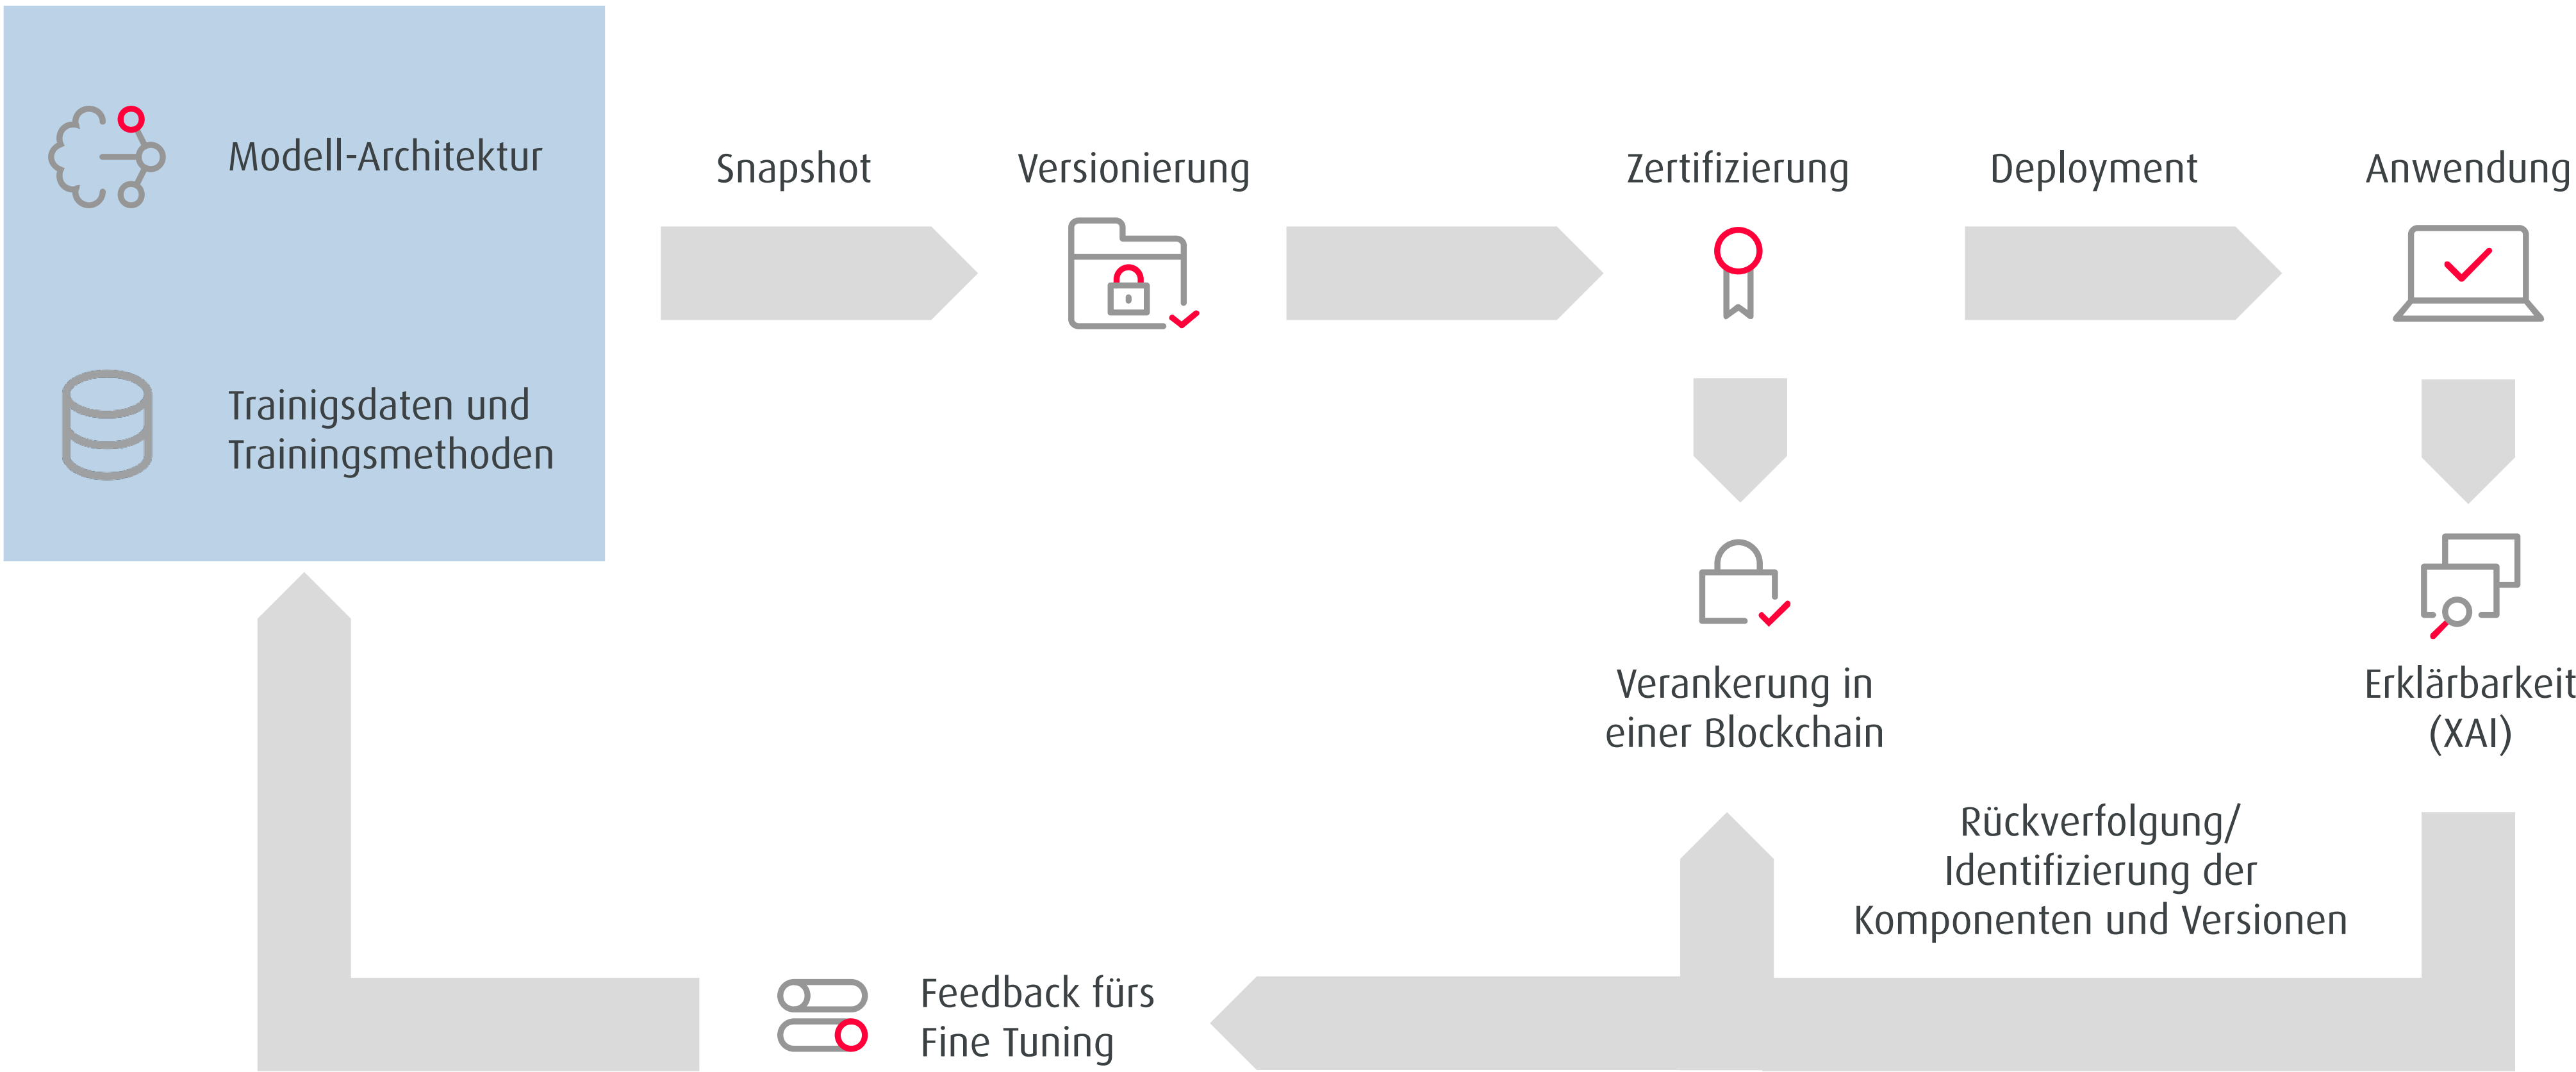 Modell-Architektur
Trainigsdaten und
Trainingsmethoden
Snapshot
Versionierung
Zertifizierung
Deployment
Anwendung
Verankerung in
einer Blockchain
Erklärbarkeit
(XAI)
Rückverfolgung/
Identifizierung der
Komponenten und Versionen
Feedback fürs
Fine Tuning